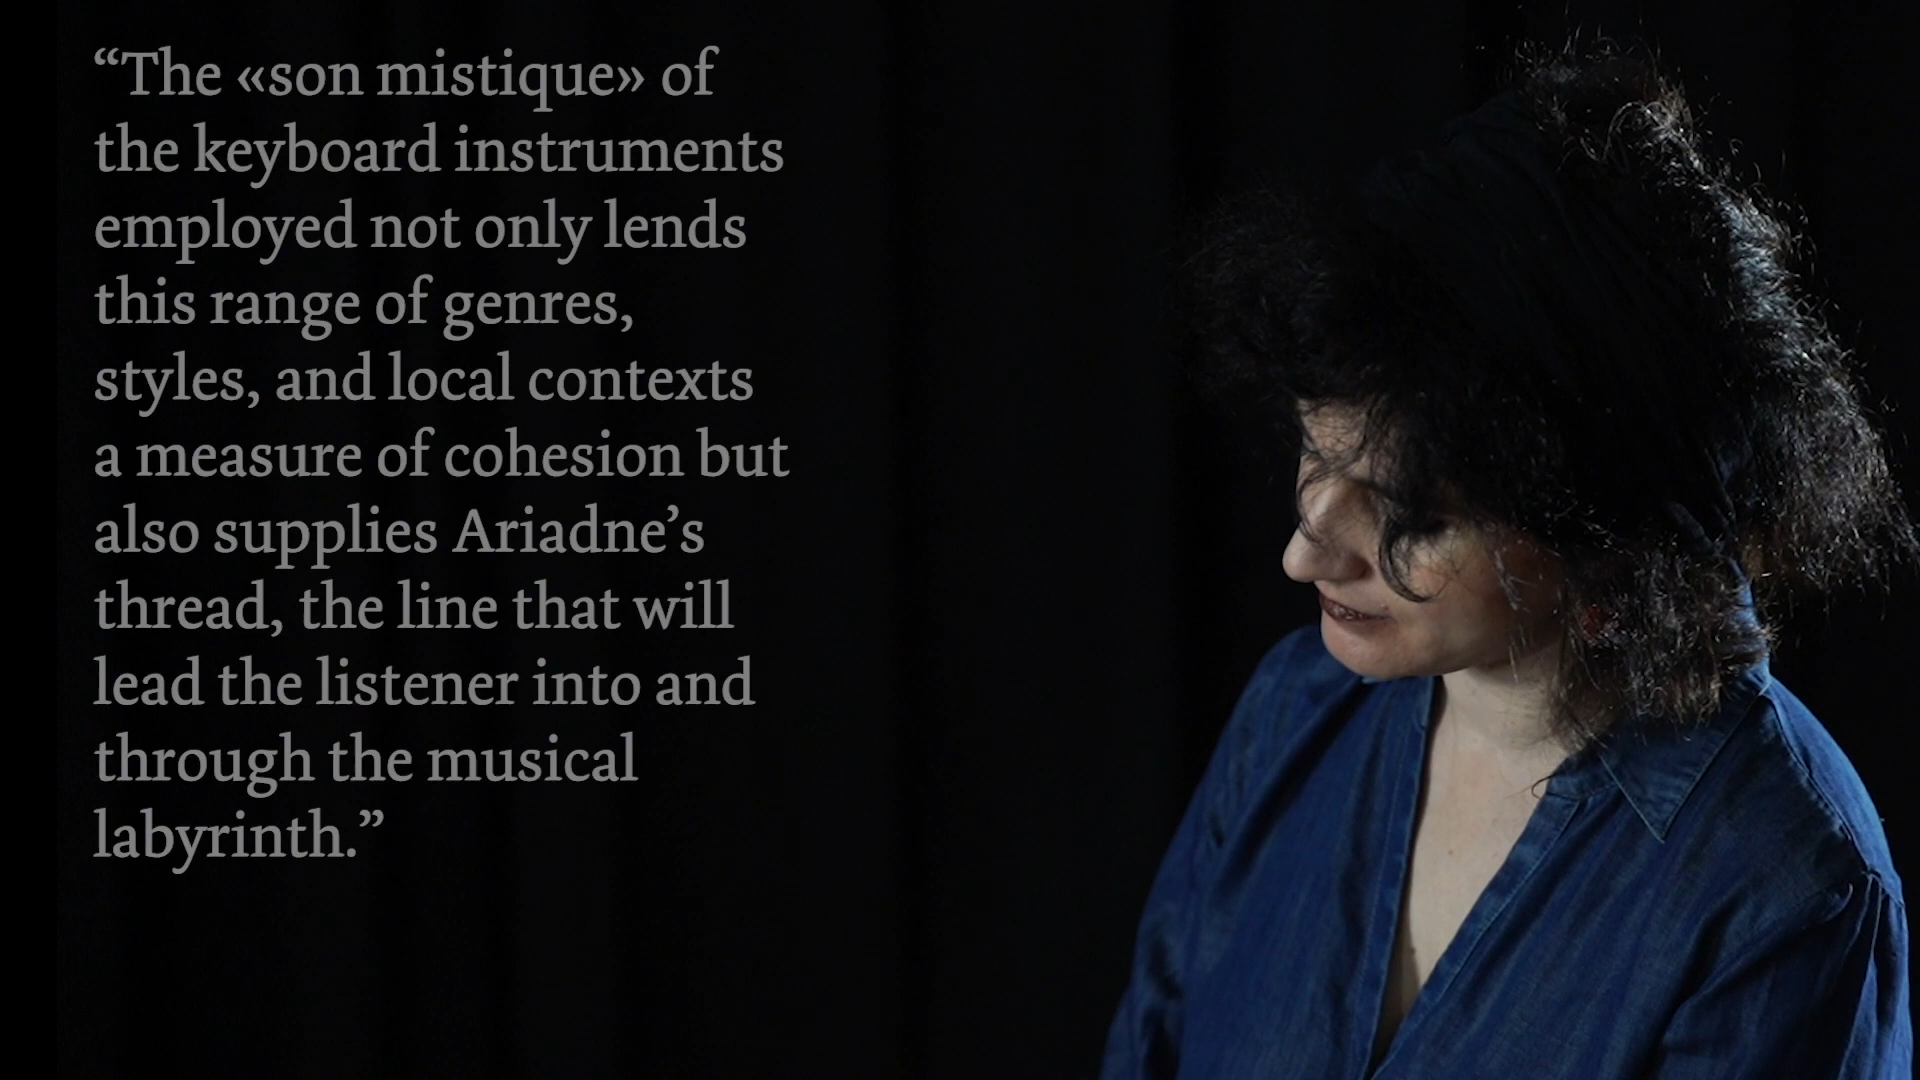 “The «son mistique» of
the keyboard instruments
employed not only lends
this range of genres,
styles, and local contexts
a measure of cohesion but
also supplies Ariadne’s
thread, the line that will
lead the listener into and
through the musical
labyrinth.”